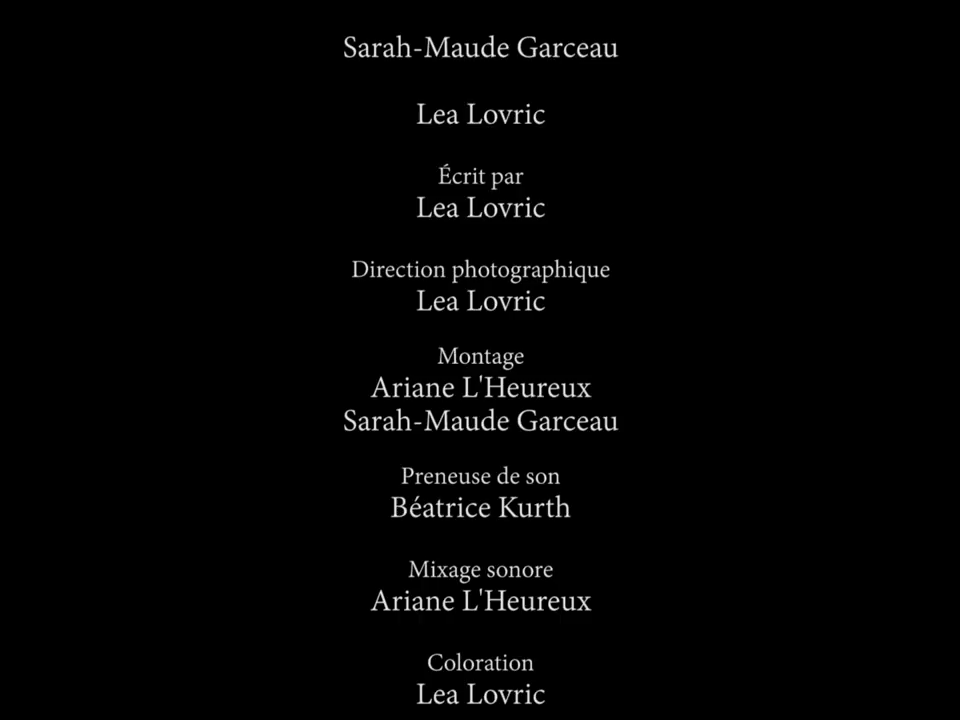 Sarah-Maude Garceau
Lea Lovric
Écrit par
Lea Lovric
Direction photographique
Lea Lovric
Montage
Ariane L'Heureux
Sarah-Maude Garceau
Preneuse de son
Béatrice Kurth
Mixage sonore
Ariane L'Heureux
Coloration
Lea Lovric